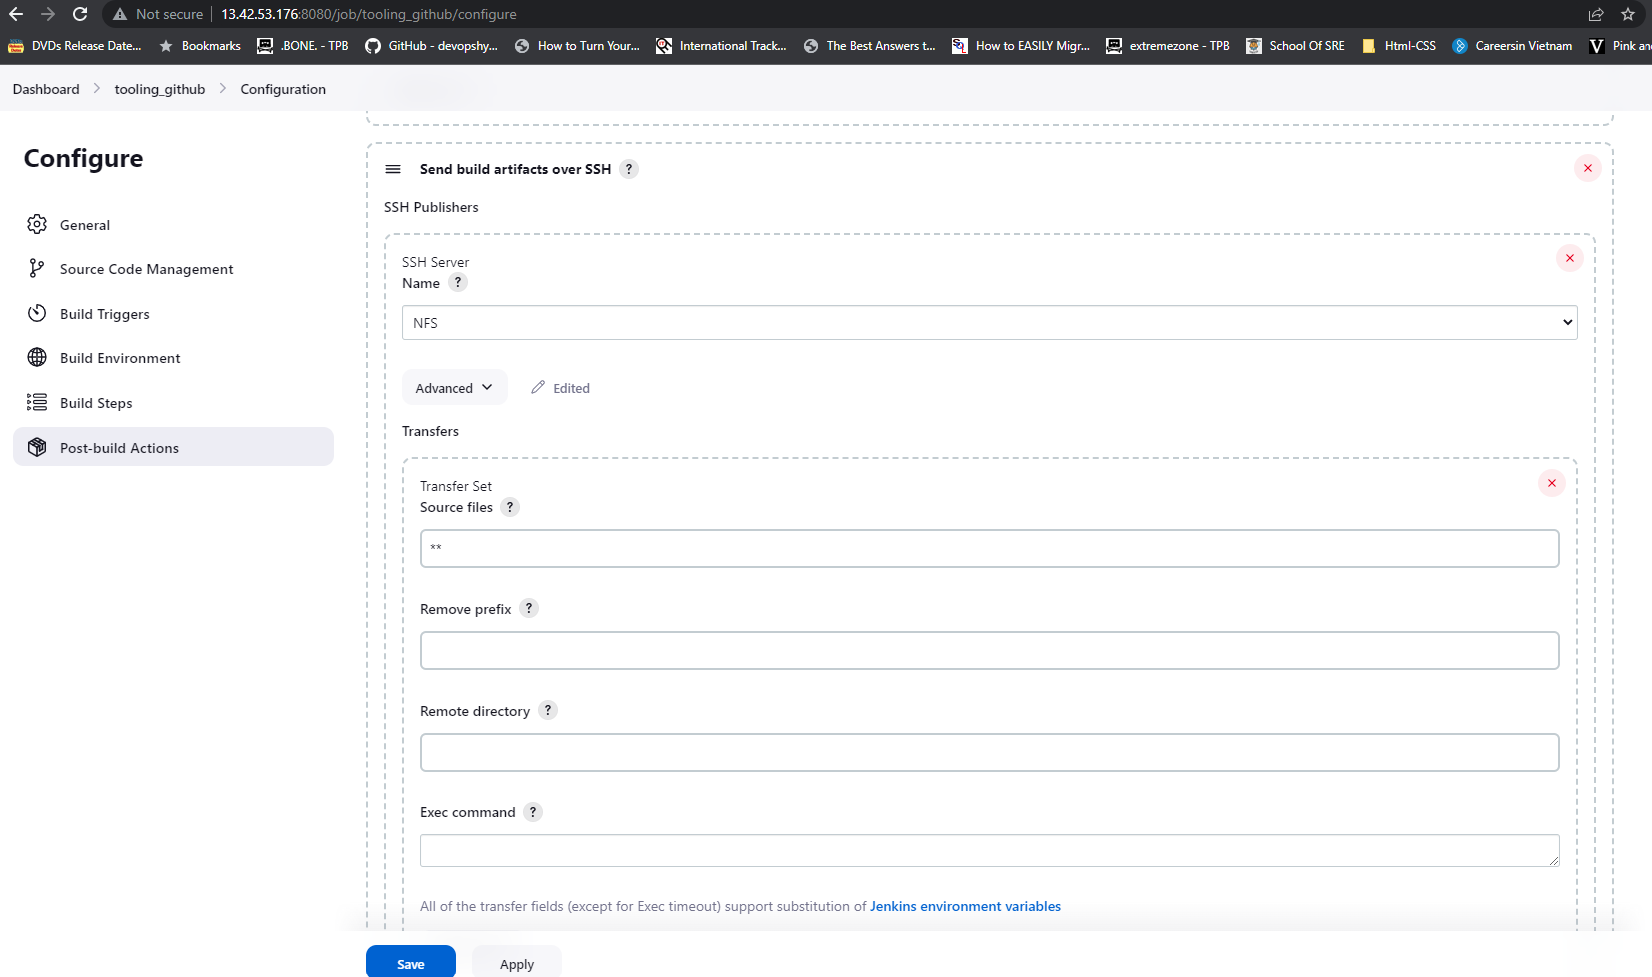 Not secure 13.42.53.176:8080/job/tooling_github/configure
DVDs Release Date... Bookmarks .BONE. - TPB GitHub - devopshy... How to Turn Your... International Track... The Best Answers t... How to EASILY Migr... extremezone - TPB School Of SRE Html-CSS Careersin Vietnam Pink an
Dashboard > tooling_github > Configuration
Configure
General
Source Code Management
Build Triggers
Build Environment
Build Steps
Post-build Actions
Send build artifacts over SSH ?
SSH Publishers
SSH Server
Name ?
NFS
Advanced Edited
Transfers
Transfer Set
Source files ?
**
Remove prefix ?
Remote directory ?
Exec command ?
All of the transfer fields (except for Exec timeout) support substitution of Jenkins environment variables
Save Apply